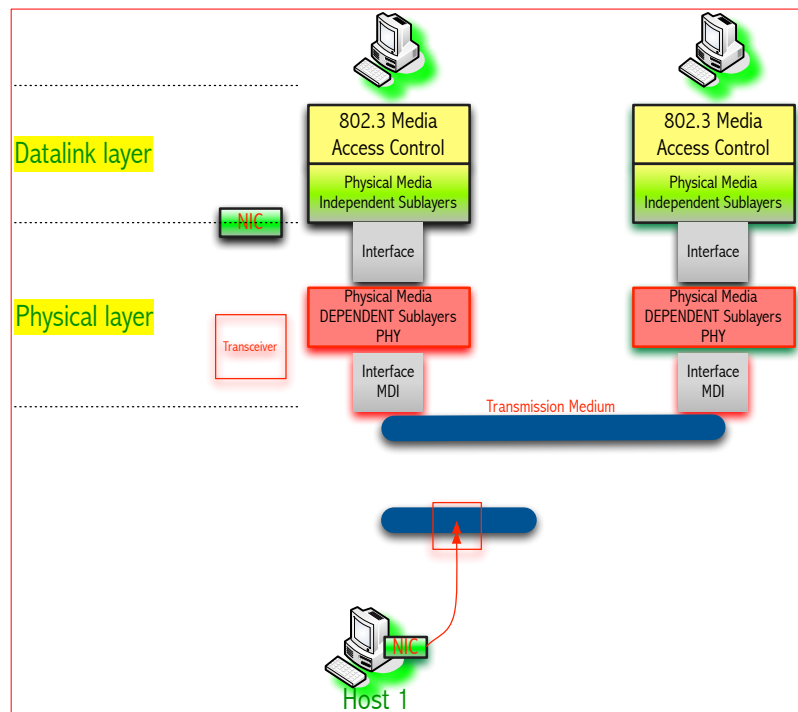 802.3 Media
Access Control
802.3 Media
Access Control
Datalink layer
Physical Media
Independent Sublayers
Physical Media
Independent Sublayers
NIC
Interface
Interface
Physical layer
Physical Media
DEPENDENT Sublayers
PHY
Physical Media
DEPENDENT Sublayers
PHY
Transceiver
Interface
MDI
Interface
MDI
Transmission Medium
NIC
Host 1